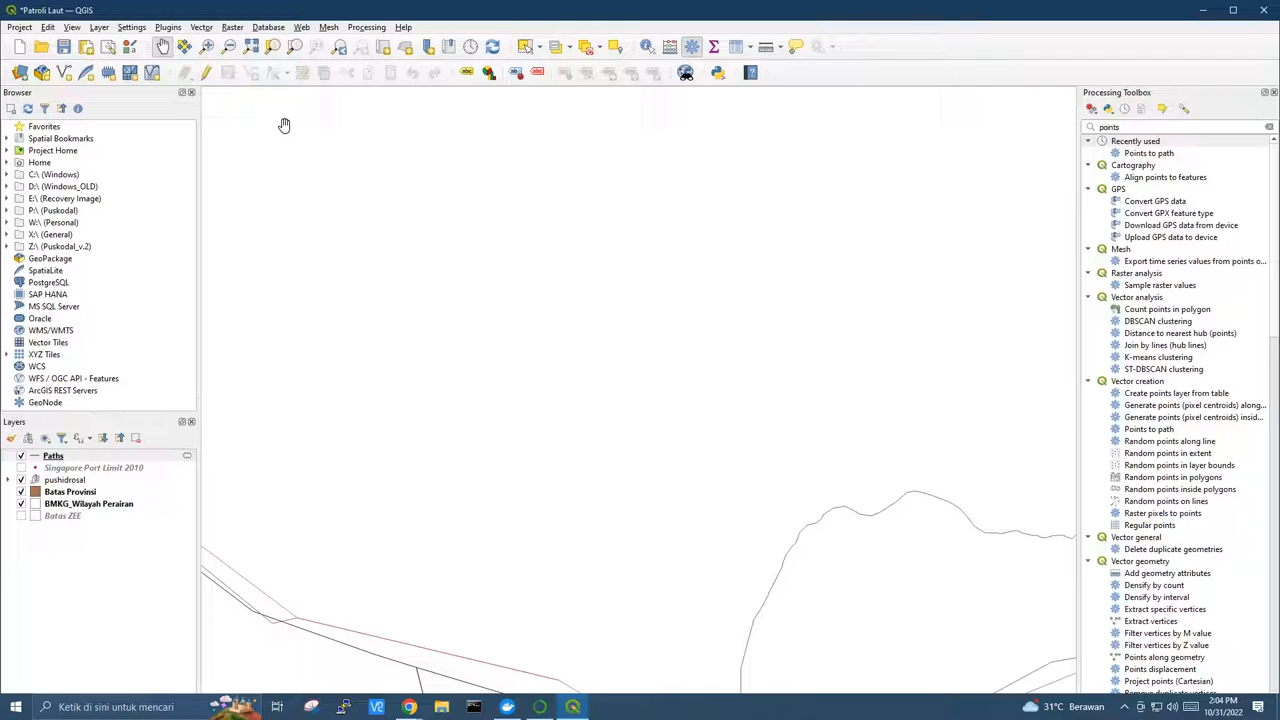 *Patroli Laut — QGIS
Project Edit View Layer Settings Plugins Vector Raster Database Web Mesh Processing Help
Browser
Favorites
Spatial Bookmarks
Project Home
Home
C:\ (Windows)
D:\ (Windows_OLD)
E:\ (Recovery Image)
P:\ (Puskodal)
W:\ (Personal)
X:\ (General)
Z:\ (Puskodal_v.2)
GeoPackage
SpatiaLite
PostgreSQL
SAP HANA
MS SQL Server
Oracle
WMS/WMTS
Vector Tiles
XYZ Tiles
WCS
WFS / OGC API - Features
ArcGIS REST Servers
GeoNode
Layers
Paths
Singapore Port Limit 2010
pushidrosal
Batas Provinsi
BMKG_Wilayah Perairan
Batas ZEE
Processing Toolbox
points
Recently used
Points to path
Cartography
Align points to features
GPS
Convert GPS data
Convert GPX feature type
Download GPS data from device
Upload GPS data to device
Mesh
Export time series values from points o...
Raster analysis
Sample raster values
Vector analysis
Count points in polygon
DBSCAN clustering
Distance to nearest hub (points)
Join by lines (hub lines)
K-means clustering
ST-DBSCAN clustering
Vector creation
Create points layer from table
Generate points (pixel centroids) along...
Generate points (pixel centroids) insid...
Points to path
Random points along line
Random points in extent
Random points in layer bounds
Random points in polygons
Random points inside polygons
Random points on lines
Raster pixels to points
Regular points
Vector general
Delete duplicate geometries
Vector geometry
Add geometry attributes
Densify by count
Densify by interval
Extract specific vertices
Extract vertices
Filter vertices by M value
Filter vertices by Z value
Points along geometry
Points displacement
Project points (Cartesian)
Ketik di sini untuk mencari
31°C Berawan
2:04 PM
10/31/2022